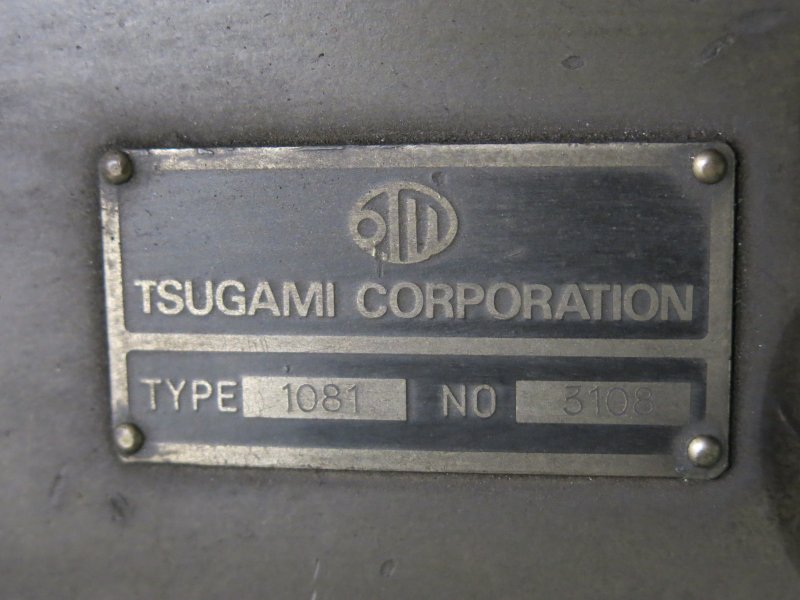 TSUGAMI CORPORATION
TYPE 1081 NO 3108